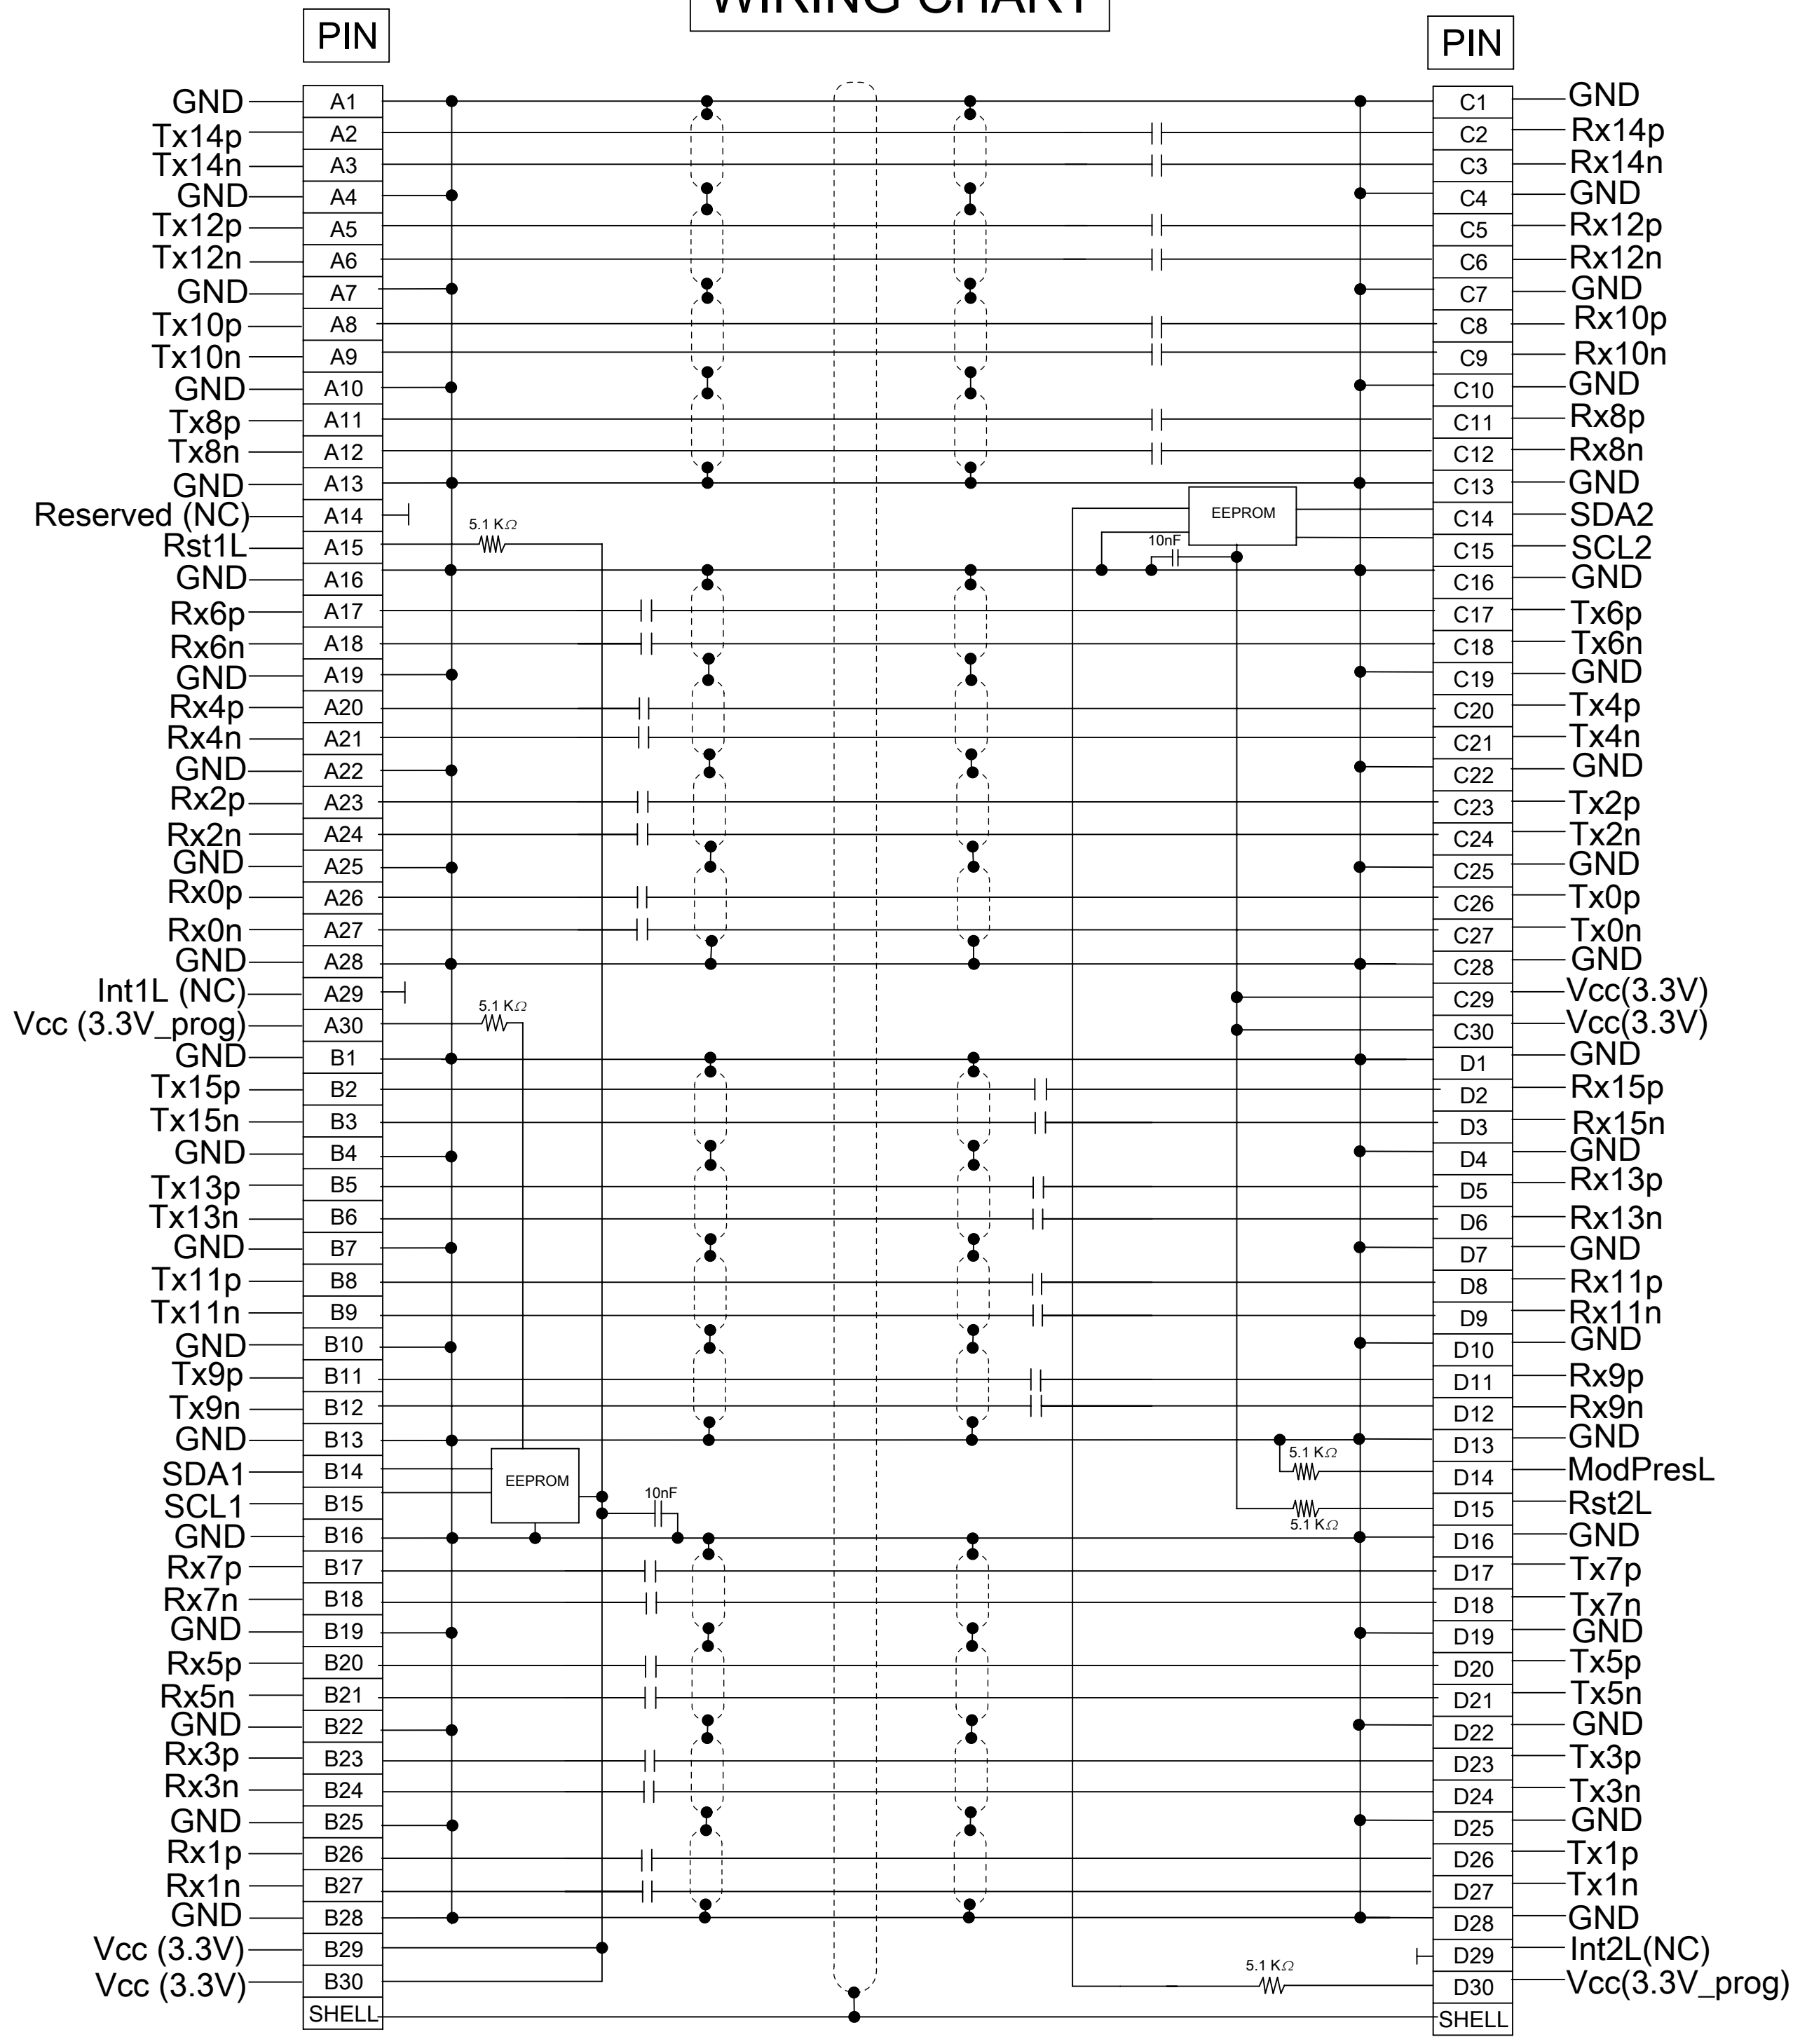 WIRING CHART
PIN PIN
GND A1 C1 GND
Tx14p A2 C2 Rx14p
Tx14n A3 C3 Rx14n
GND A4 C4 GND
Tx12p A5 C5 Rx12p
Tx12n A6 C6 Rx12n
GND A7 C7 GND
Tx10p A8 C8 Rx10p
Tx10n A9 C9 Rx10n
GND A10 C10 GND
Tx8p A11 C11 Rx8p
Tx8n A12 C12 Rx8n
GND A13 C13 GND
Reserved (NC) A14 EEPROM C14 SDA2
Rst1L A15 5.1 KΩ 10nF C15 SCL2
GND A16 C16 GND
Rx6p A17 C17 Tx6p
Rx6n A18 C18 Tx6n
GND A19 C19 GND
Rx4p A20 C20 Tx4p
Rx4n A21 C21 Tx4n
GND A22 C22 GND
Rx2p A23 C23 Tx2p
Rx2n A24 C24 Tx2n
GND A25 C25 GND
Rx0p A26 C26 Tx0p
Rx0n A27 C27 Tx0n
GND A28 C28 GND
Int1L (NC) A29 C29 Vcc(3.3V)
Vcc (3.3V_prog) A30 5.1 KΩ C30 Vcc(3.3V)
GND B1 D1 GND
Tx15p B2 D2 Rx15p
Tx15n B3 D3 Rx15n
GND B4 D4 GND
Tx13p B5 D5 Rx13p
Tx13n B6 D6 Rx13n
GND B7 D7 GND
Tx11p B8 D8 Rx11p
Tx11n B9 D9 Rx11n
GND B10 D10 GND
Tx9p B11 D11 Rx9p
Tx9n B12 D12 Rx9n
GND B13 D13 GND
SDA1 B14 EEPROM 5.1 KΩ D14 ModPresL
SCL1 B15 10nF 5.1 KΩ D15 Rst2L
GND B16 D16 GND
Rx7p B17 D17 Tx7p
Rx7n B18 D18 Tx7n
GND B19 D19 GND
Rx5p B20 D20 Tx5p
Rx5n B21 D21 Tx5n
GND B22 D22 GND
Rx3p B23 D23 Tx3p
Rx3n B24 D24 Tx3n
GND B25 D25 GND
Rx1p B26 D26 Tx1p
Rx1n B27 D27 Tx1n
GND B28 D28 GND
Vcc (3.3V) B29 D29 Int2L(NC)
Vcc (3.3V) B30 5.1 KΩ D30 Vcc(3.3V_prog)
SHELL SHELL